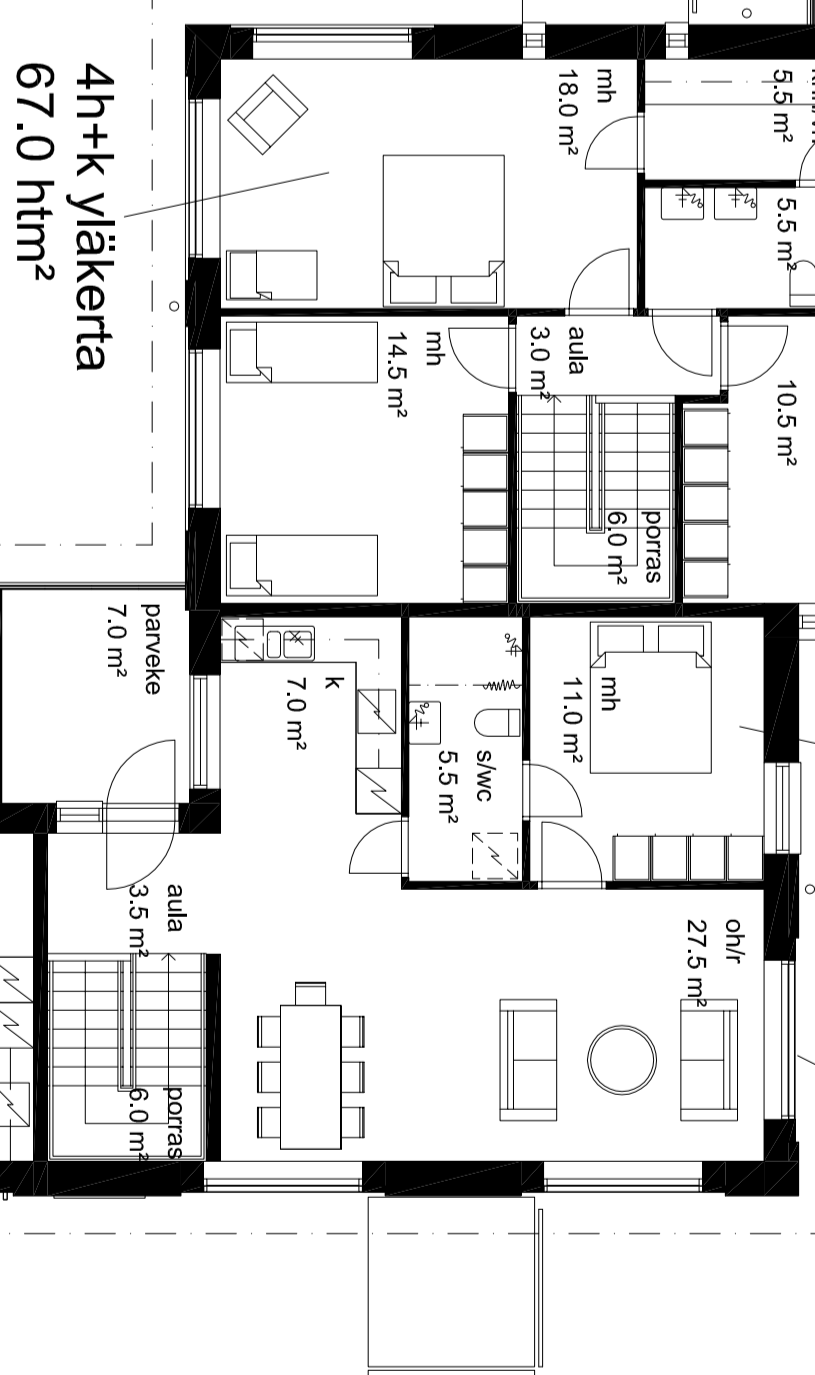 4h+k yläkerta
67.0 htm²
mh
18.0 m²
5.5 m²
5.5 m²
mh
14.5 m²
aula
3.0 m²
10.5 m²
porras
6.0 m²
parveke
7.0 m²
k
7.0 m²
s/wc
5.5 m²
mh
11.0 m²
aula
3.5 m²
oh/r
27.5 m²
porras
6.0 m²